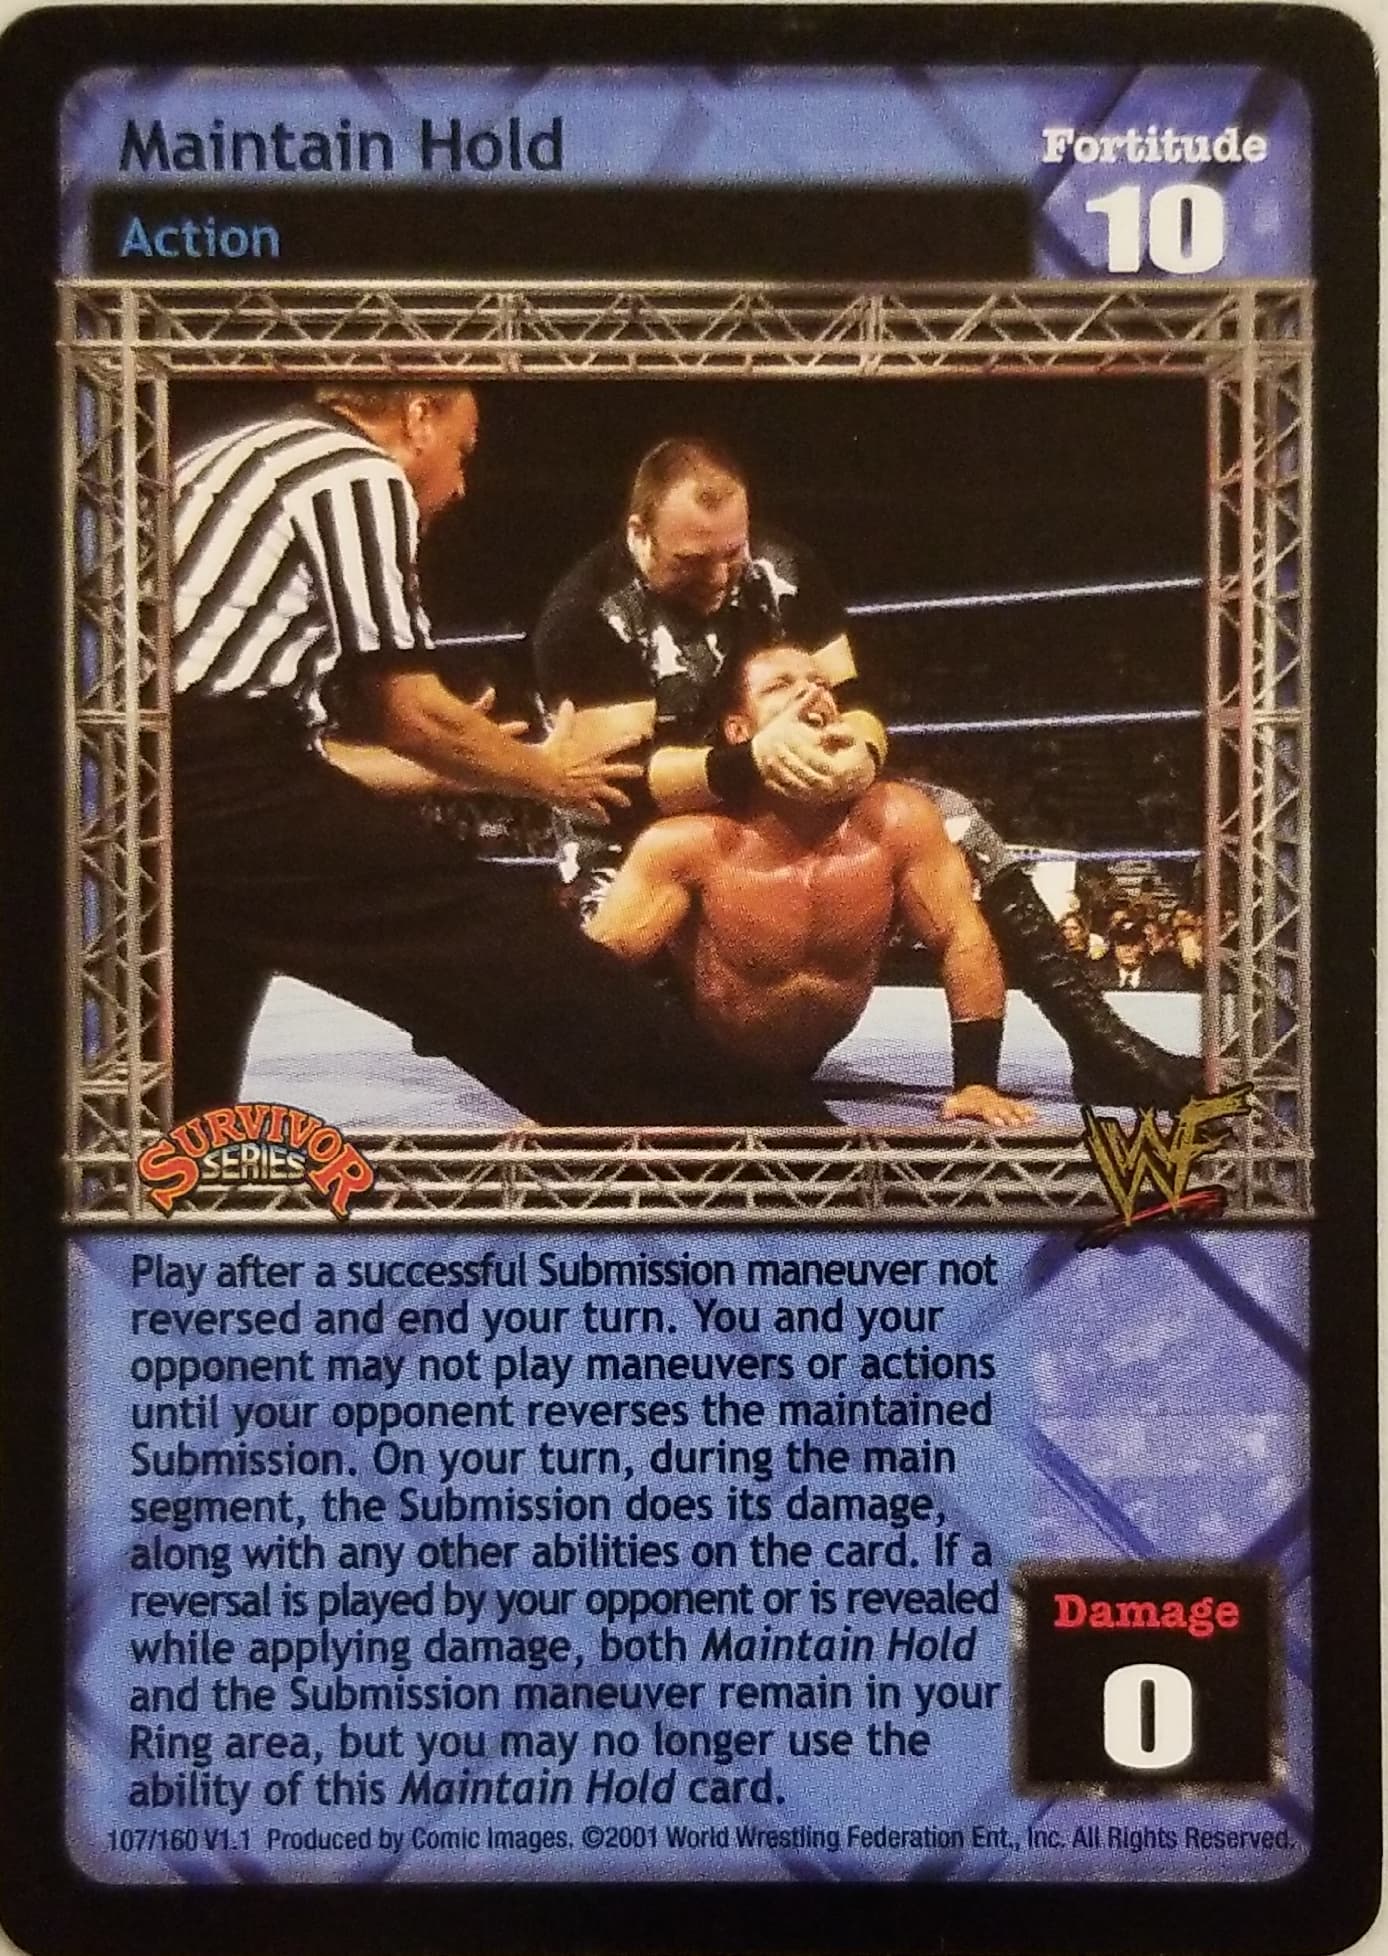 Maintain Hold
Fortitude
Action
10
SURVIVOR
SERIES
WF
Play after a successful Submission maneuver not
reversed and end your turn. You and your
opponent may not play maneuvers or actions
until your opponent reverses the maintained
Submission. On your turn, during the main
segment, the Submission does its damage,
along with any other abilities on the card. If a
reversal is played by your opponent or is revealed
while applying damage, both Maintain Hold
and the Submission maneuver remain in your
Ring area, but you may no longer use the
ability of this Maintain Hold card.
Damage
0
107/160 V1.1 Produced by Comic Images. ©2001 World Wrestling Federation Ent., Inc. All Rights Reserved.